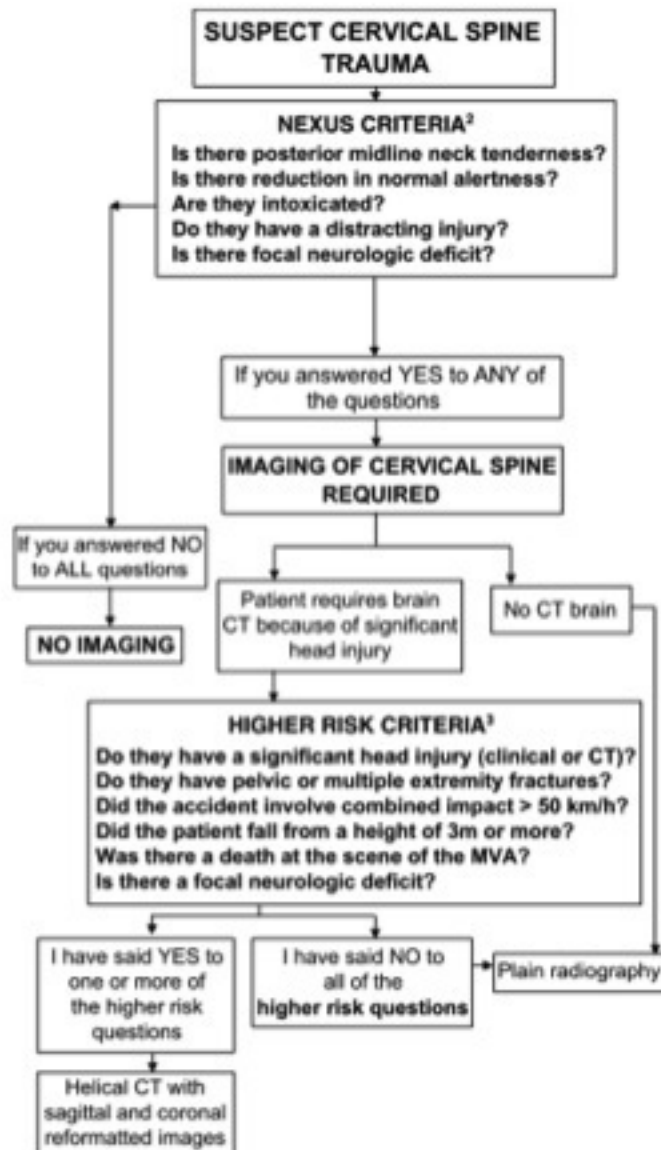 SUSPECT CERVICAL SPINE
TRAUMA
NEXUS CRITERIA²
Is there posterior midline neck tenderness?
Is there reduction in normal alertness?
Are they intoxicated?
Do they have a distracting injury?
Is there focal neurologic deficit?
If you answered YES to ANY of
the questions
IMAGING OF CERVICAL SPINE
REQUIRED
If you answered NO
to ALL questions
NO IMAGING
Patient requires brain
CT because of significant
head injury
No CT brain
HIGHER RISK CRITERIA³
Do they have a significant head injury (clinical or CT)?
Do they have pelvic or multiple extremity fractures?
Did the accident involve combined impact > 50 km/h?
Did the patient fall from a height of 3m or more?
Was there a death at the scene of the MVA?
Is there a focal neurologic deficit?
I have said YES to
one or more of
the higher risk
questions
I have said NO to
all of the
higher risk questions
Plain radiography
Helical CT with
sagittal and coronal
reformatted images